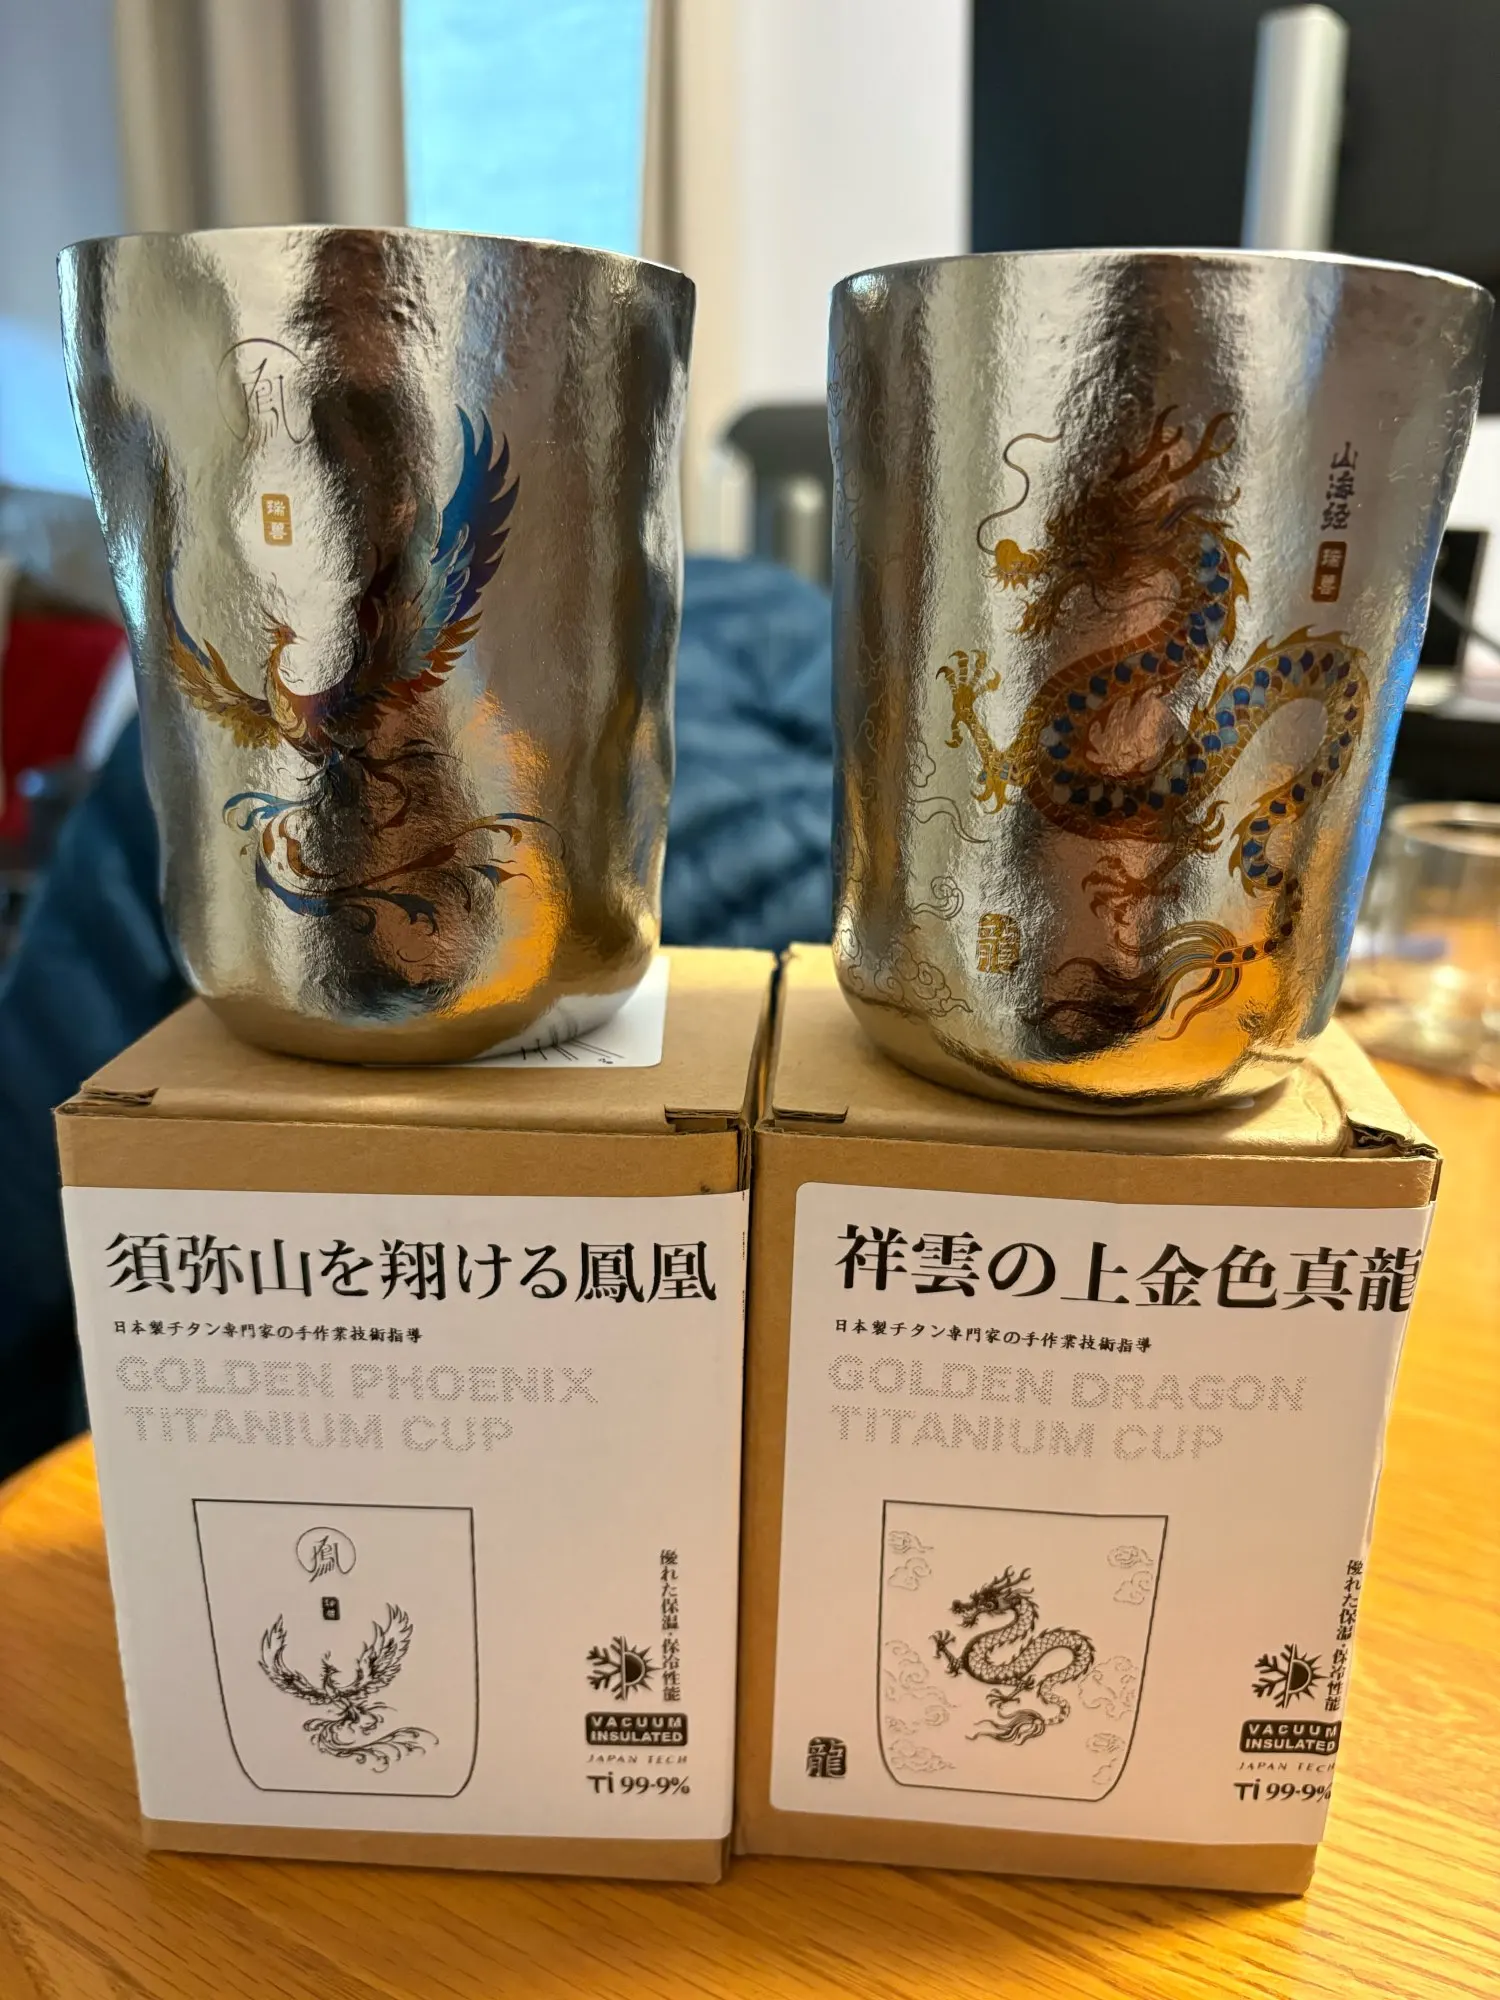 鳳
瑞兽
山海经
瑞兽
龍
須弥山を翔ける鳳凰
日本製チタン専門家の手作業技術指導
GOLDEN PHOENIX
TITANIUM CUP
鳳
優れた保温・保冷性能
VACUUM
INSULATED
JAPAN TECH
Ti 99·9%
祥雲の上金色真龍
日本製チタン専門家の手作業技術指導
GOLDEN DRAGON
TITANIUM CUP
優れた保温・保冷性能
龍
VACUUM
INSULATED
JAPAN TECH
Ti 99·9%